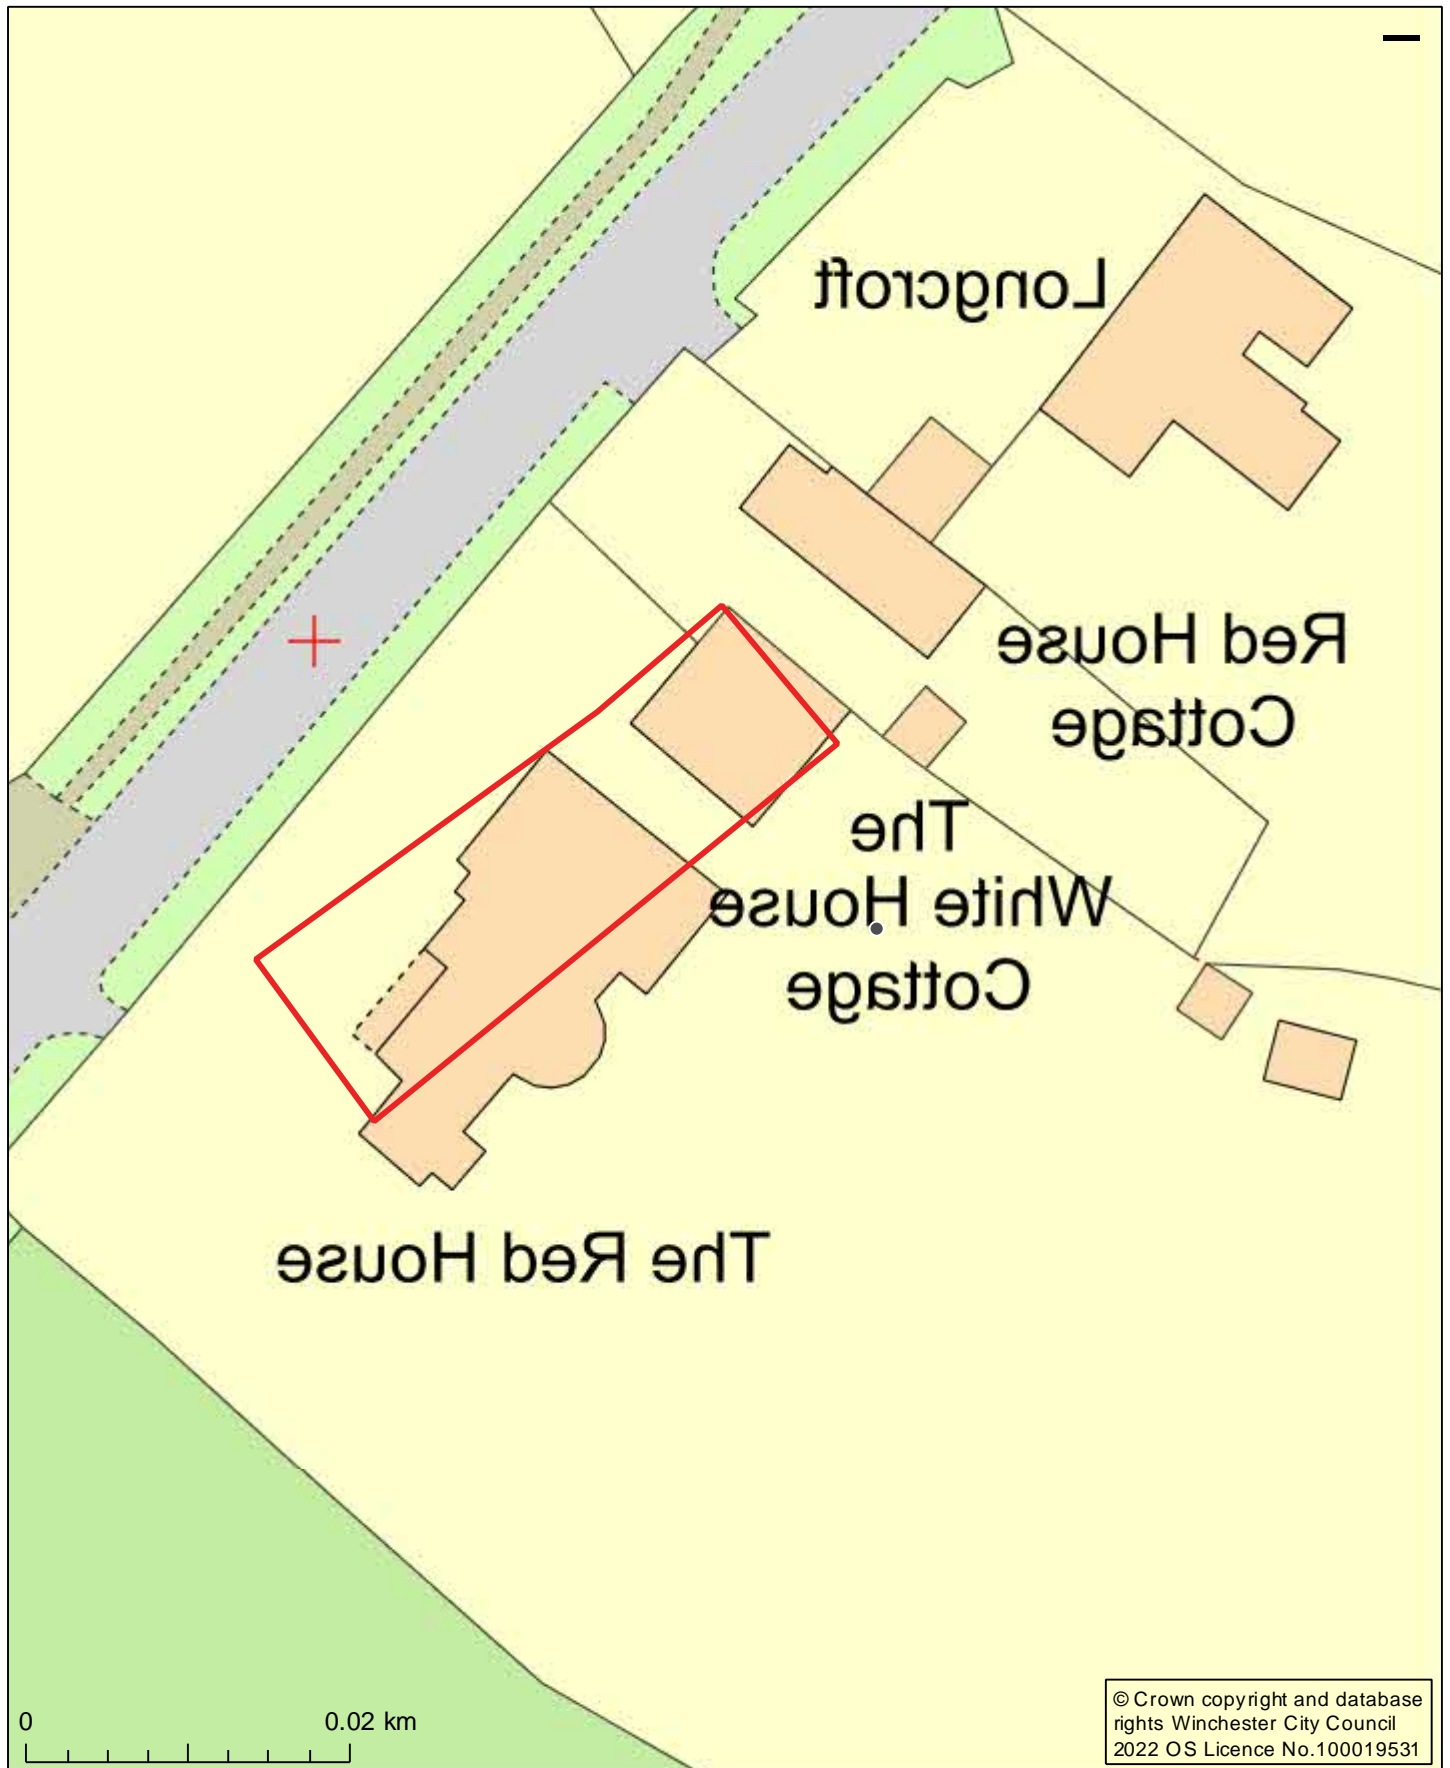 Longcroft
Red House
Cottage
The
White House
Cottage
The Red House
0 0.02 km
© Crown copyright and database
rights Winchester City Council
2022 OS Licence No.100019531